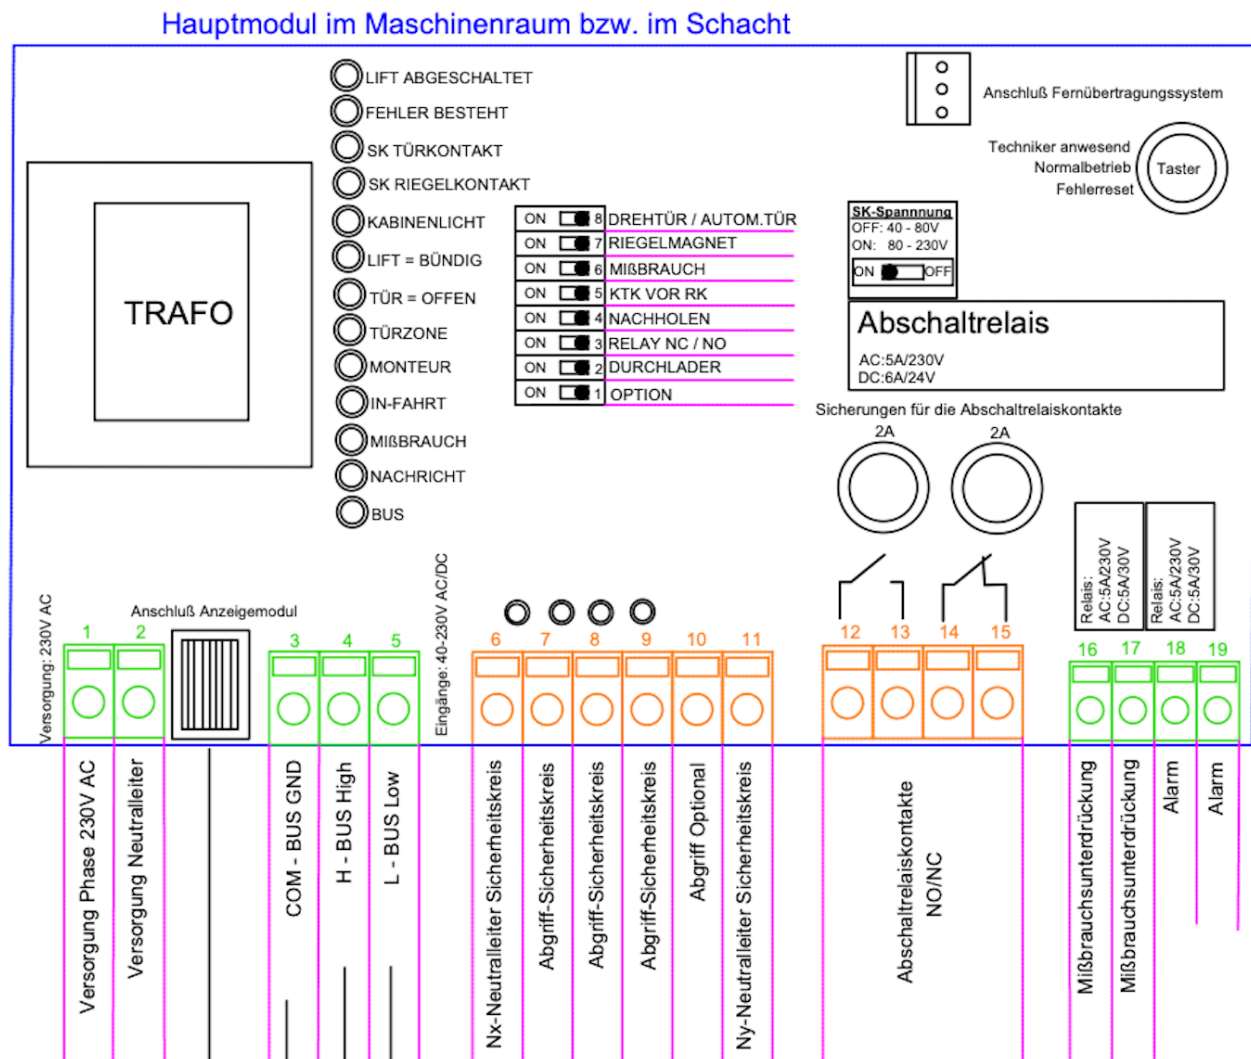 Hauptmodul im Maschinenraum bzw. im Schacht
LIFT ABGESCHALTET
FEHLER BESTEHT
SK TÜRKONTAKT
SK RIEGELKONTAKT
KABINENLICHT
LIFT = BÜNDIG
TÜR = OFFEN
TÜRZONE
MONTEUR
IN-FAHRT
MIßBRAUCH
NACHRICHT
BUS
TRAFO
ON 8 DREHTÜR / AUTOM.TÜR
ON 7 RIEGELMAGNET
ON 6 MIßBRAUCH
ON 5 KTK VOR RK
ON 4 NACHHOLEN
ON 3 RELAY NC / NO
ON 2 DURCHLADER
ON 1 OPTION
Anschluß Fernübertragungssystem
Techniker anwesend
Normalbetrieb
Fehlerreset
Taster
SK-Spannnung
OFF: 40 - 80V
ON: 80 - 230V
ON OFF
Abschaltrelais
AC:5A/230V
DC:6A/24V
Sicherungen für die Abschaltrelaiskontakte
2A 2A
Relais:
AC:5A/230V
DC:5A/30V
Relais:
AC:5A/230V
DC:5A/30V
Versorgung: 230V AC
Anschluß Anzeigemodul
Eingänge: 40-230V AC/DC
1 2 3 4 5 6 7 8 9 10 11 12 13 14 15 16 17 18 19
Versorgung Phase 230V AC
Versorgung Neutralleiter
COM - BUS GND
H - BUS High
L - BUS Low
Nx-Neutralleiter Sicherheitskreis
Abgriff-Sicherheitskreis
Abgriff-Sicherheitskreis
Abgriff-Sicherheitskreis
Abgriff Optional
Ny-Neutralleiter Sicherheitskreis
Abschaltrelaiskontakte
NO/NC
Mißbrauchsunterdrückung
Mißbrauchsunterdrückung
Alarm
Alarm